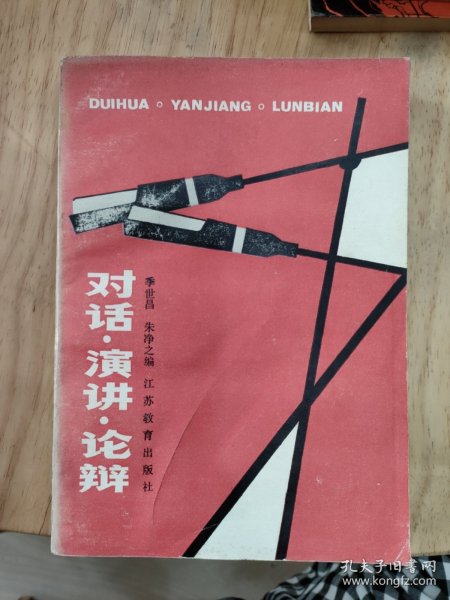 DUIHUA。YANJIANG。LUNBIAN
对话·演讲·论辩
季世昌 朱净之编 江苏教育出版社
孔夫子旧书网
www.kongfz.com